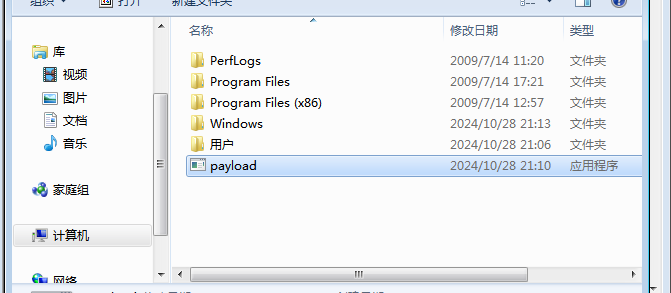 组织 打开 新建文件夹
名称 修改日期 类型
库
视频
图片
文档
音乐
家庭组
计算机
网络
PerfLogs 2009/7/14 11:20 文件夹
Program Files 2009/7/14 17:21 文件夹
Program Files (x86) 2009/7/14 12:57 文件夹
Windows 2024/10/28 21:13 文件夹
用户 2024/10/28 21:06 文件夹
payload 2024/10/28 21:10 应用程序